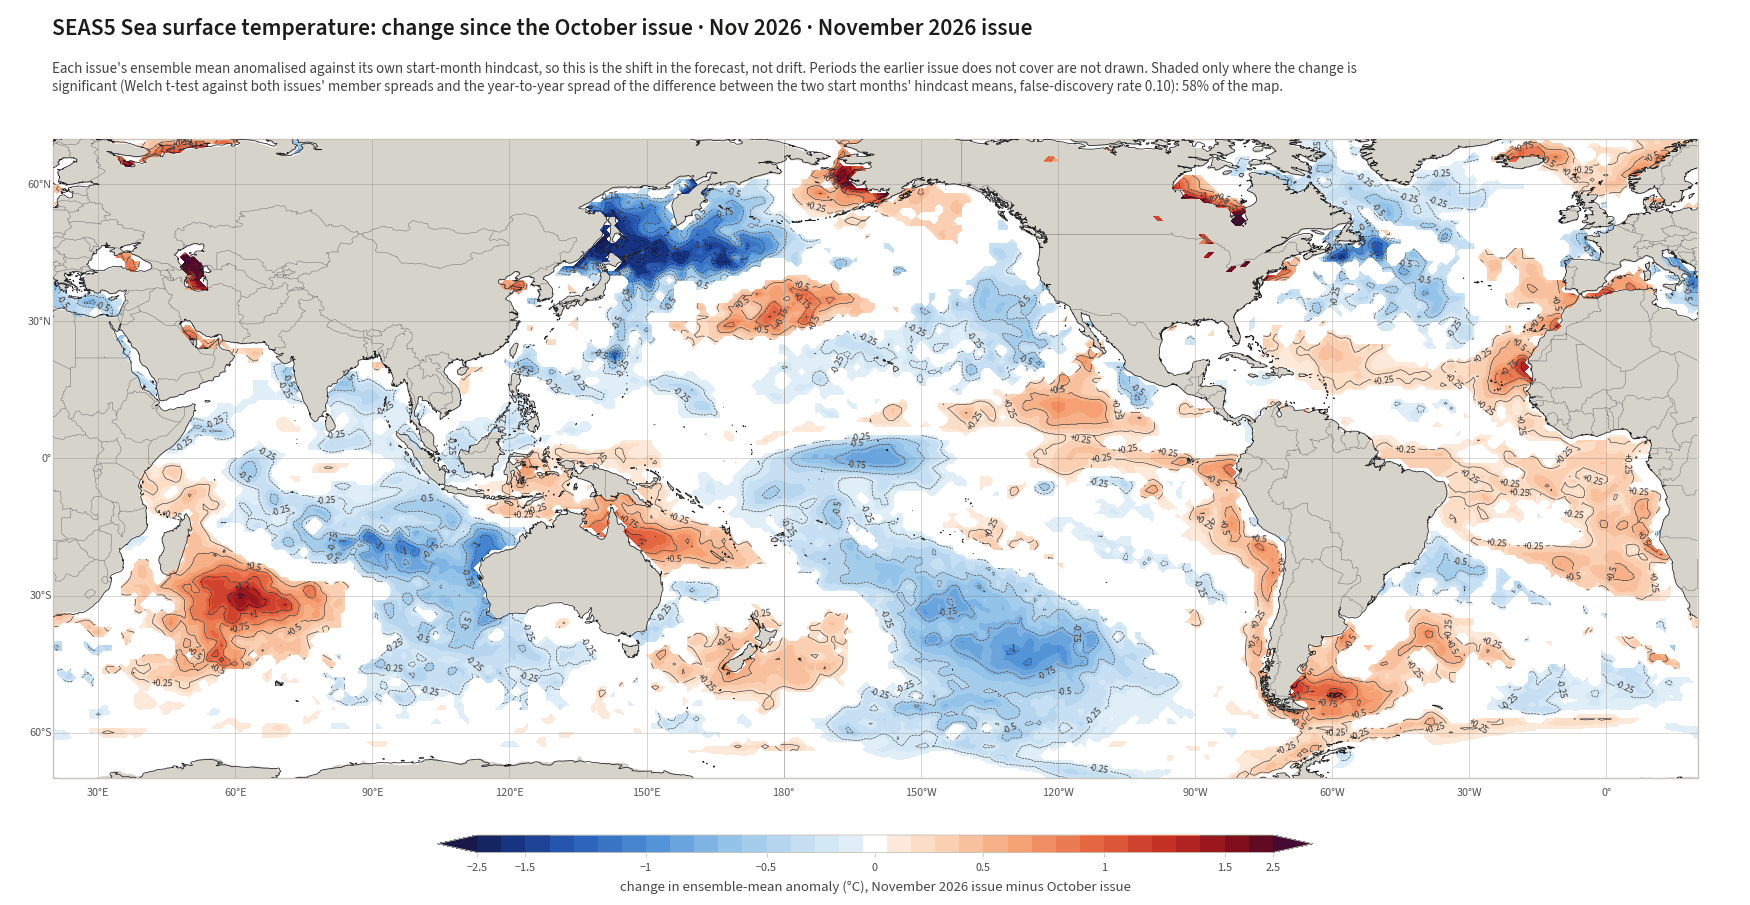 SEAS5 Sea surface temperature: change since the October issue · Nov 2026 · November 2026 issue
Each issue's ensemble mean anomalised against its own start-month hindcast, so this is the shift in the forecast, not drift. Periods the earlier issue does not cover are not drawn. Shaded only where the change is
significant (Welch t-test against both issues' member spreads and the year-to-year spread of the difference between the two start months' hindcast means, false-discovery rate 0.10): 58% of the map.
60°N
30°N
0°
30°S
60°S
30°E 60°E 90°E 120°E 150°E 180° 150°W 120°W 90°W 60°W 30°W 0°
−2.5 −1.5 −1 −0.5 0 0.5 1 1.5 2.5
change in ensemble-mean anomaly (°C), November 2026 issue minus October issue